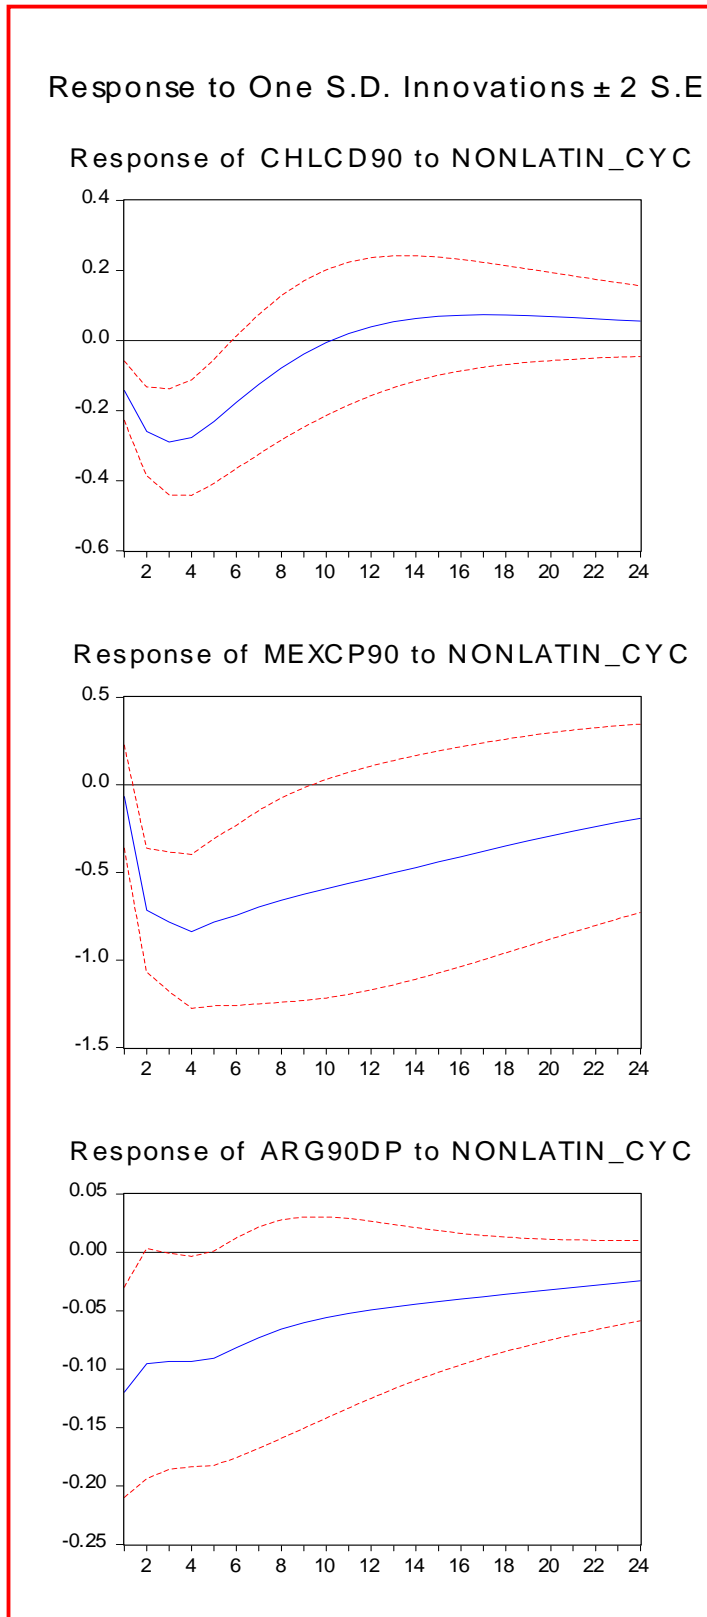 Response to One S.D. Innovations ± 2 S.E
Response of CHLCD90 to NONLATIN_CYC
0.4
0.2
0.0
-0.2
-0.4
-0.6
2 4 6 8 10 12 14 16 18 20 22 24
Response of MEXCP90 to NONLATIN_CYC
0.5
0.0
-0.5
-1.0
-1.5
2 4 6 8 10 12 14 16 18 20 22 24
Response of ARG90DP to NONLATIN_CYC
0.05
0.00
-0.05
-0.10
-0.15
-0.20
-0.25
2 4 6 8 10 12 14 16 18 20 22 24